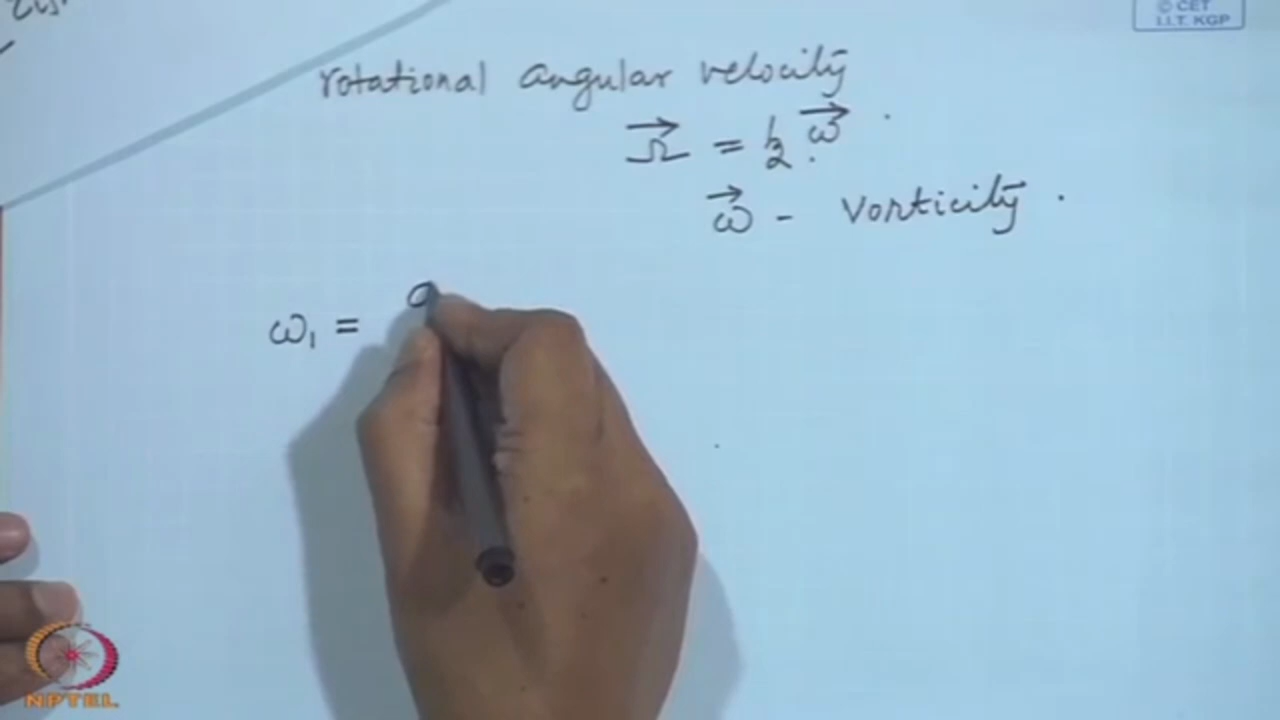 © CET
I.I.T. KGP
rotational angular velocity
Ω⃗ = ½ ω⃗ .
ω⃗ - Vorticity .
ω₁ =
NPTEL